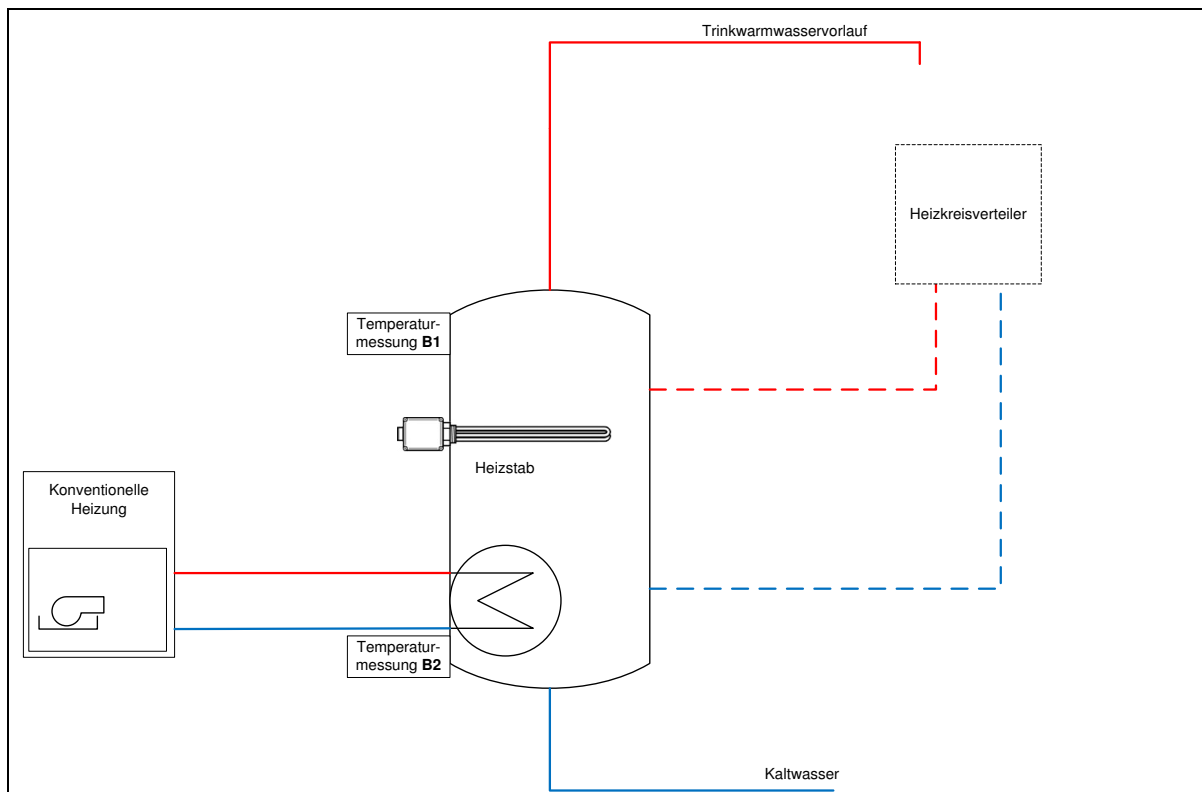 Trinkwarmwasservorlauf
Heizkreisverteiler
Temperatur-
messung B1
Heizstab
Konventionelle
Heizung
Temperatur-
messung B2
Kaltwasser